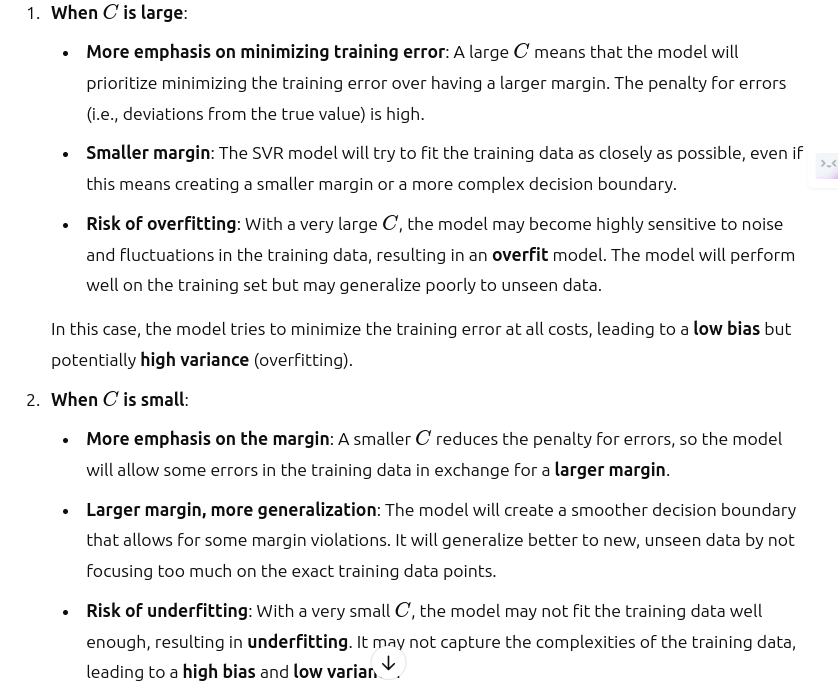 1. When C is large:
• More emphasis on minimizing training error: A large C means that the model will
prioritize minimizing the training error over having a larger margin. The penalty for errors
(i.e., deviations from the true value) is high.
• Smaller margin: The SVR model will try to fit the training data as closely as possible, even if
this means creating a smaller margin or a more complex decision boundary.
• Risk of overfitting: With a very large C, the model may become highly sensitive to noise
and fluctuations in the training data, resulting in an overfit model. The model will perform
well on the training set but may generalize poorly to unseen data.
In this case, the model tries to minimize the training error at all costs, leading to a low bias but
potentially high variance (overfitting).
2. When C is small:
• More emphasis on the margin: A smaller C reduces the penalty for errors, so the model
will allow some errors in the training data in exchange for a larger margin.
• Larger margin, more generalization: The model will create a smoother decision boundary
that allows for some margin violations. It will generalize better to new, unseen data by not
focusing too much on the exact training data points.
• Risk of underfitting: With a very small C, the model may not fit the training data well
enough, resulting in underfitting. It may not capture the complexities of the training data,
leading to a high bias and low